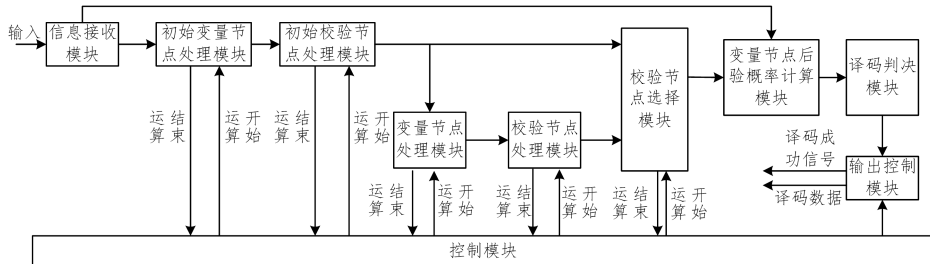 输入
信息接收
模块
初始变量节
点处理模块
初始校验节
点处理模块
校验节
点选择
模块
变量节点后
验概率计算
模块
译码判决
模块
运算
结束
运算
开始
运算
结束
运算
开始
变量节点
处理模块
校验节点
处理模块
运算
结束
运算
开始
运算
结束
运算
开始
运算
结束
运算
开始
译码成
功信号
译码数据
输出控制
模块
控制模块